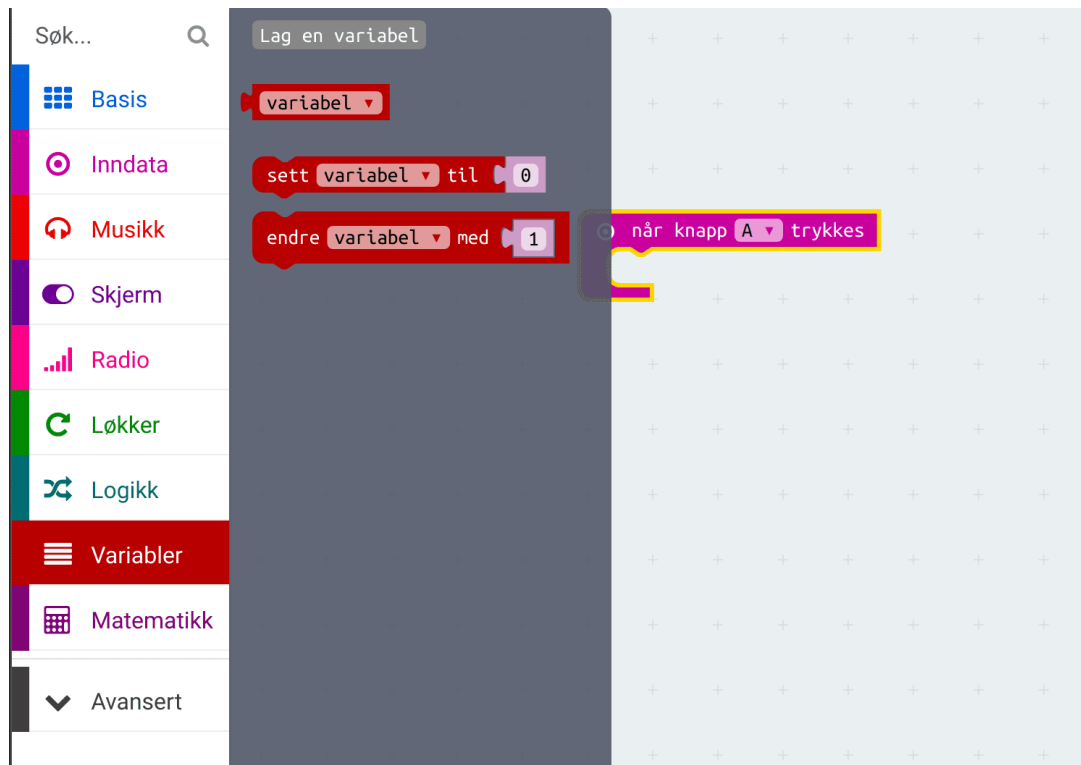 Søk...
Basis
Inndata
Musikk
Skjerm
Radio
Løkker
Logikk
Variabler
Matematikk
Avansert
Lag en variabel
variabel
sett variabel til 0
endre variabel med 1
når knapp A trykkes